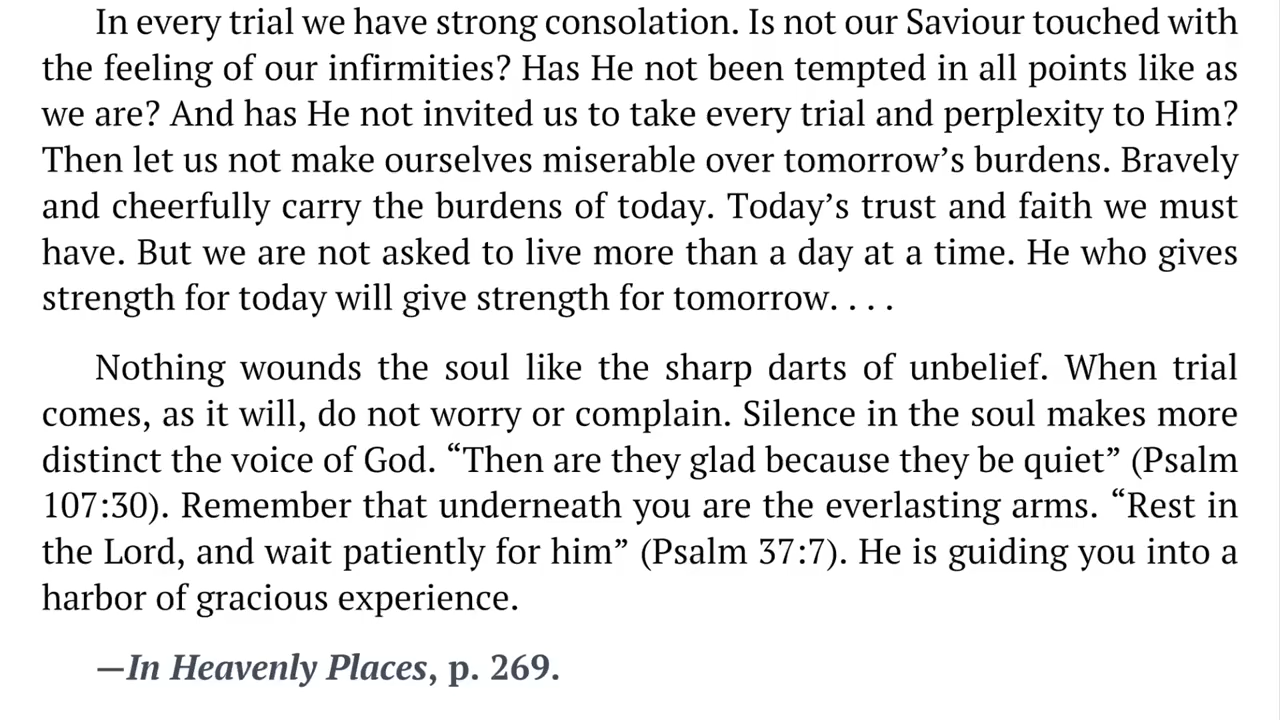 In every trial we have strong consolation. Is not our Saviour touched with
the feeling of our infirmities? Has He not been tempted in all points like as
we are? And has He not invited us to take every trial and perplexity to Him?
Then let us not make ourselves miserable over tomorrow’s burdens. Bravely
and cheerfully carry the burdens of today. Today’s trust and faith we must
have. But we are not asked to live more than a day at a time. He who gives
strength for today will give strength for tomorrow. . . .
Nothing wounds the soul like the sharp darts of unbelief. When trial
comes, as it will, do not worry or complain. Silence in the soul makes more
distinct the voice of God. “Then are they glad because they be quiet” (Psalm
107:30). Remember that underneath you are the everlasting arms. “Rest in
the Lord, and wait patiently for him” (Psalm 37:7). He is guiding you into a
harbor of gracious experience.
—In Heavenly Places, p. 269.